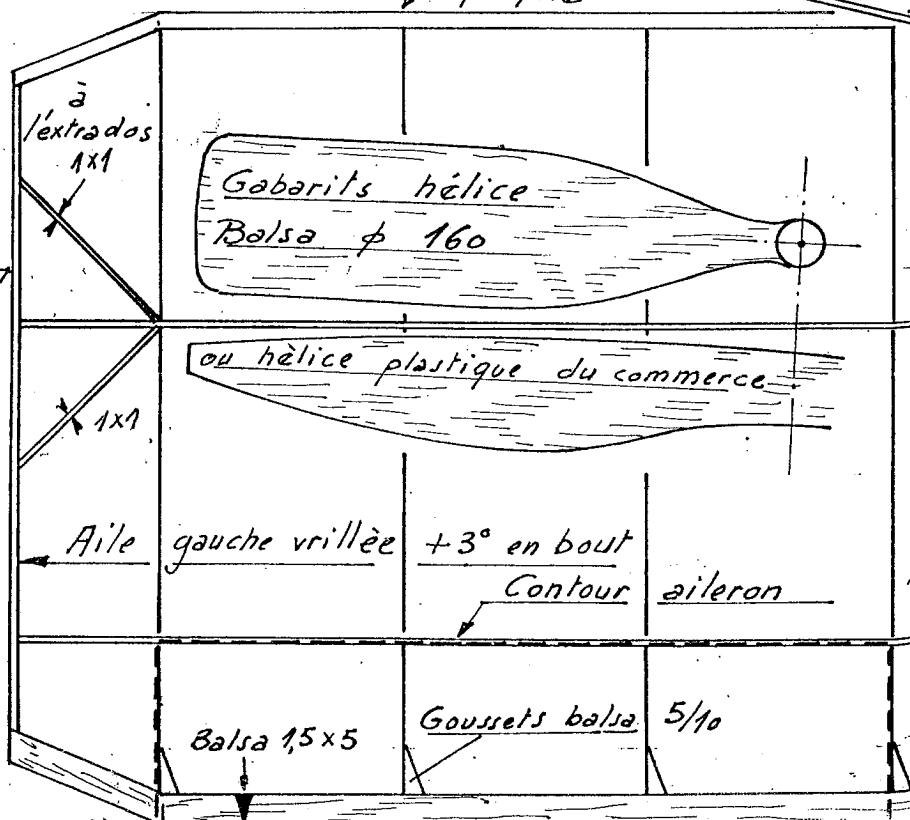 à
l'extrados
1x1
Gabarits hélice
Balsa ϕ 160
ou hèlice plastique du commerce
1x1
Aile gauche vrillèe +3° en bout
Contour aileron
Goussets balsa 5/10
Balsa 1,5x5